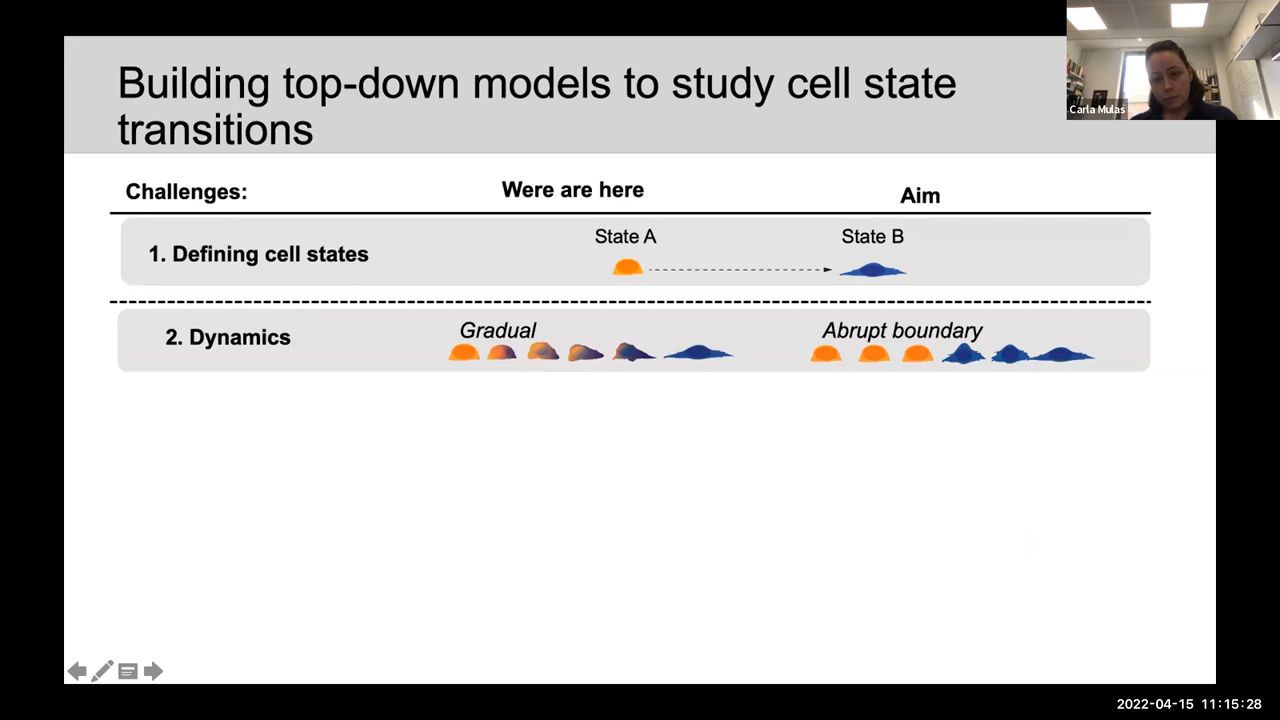 Building top-down models to study cell state
transitions
Carla Mulas
Challenges:
Were are here
Aim
1. Defining cell states
State A
State B
2. Dynamics
Gradual
Abrupt boundary
2022-04-15 11:15:28